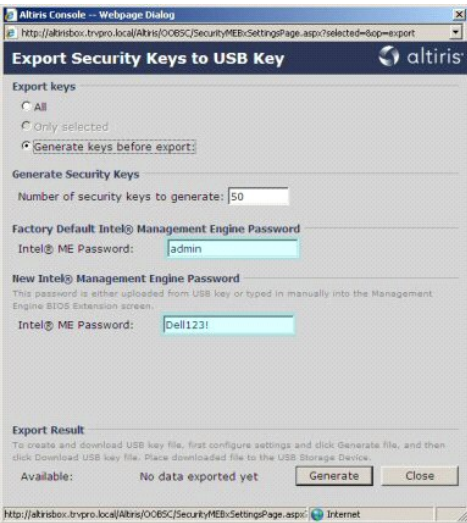 Altiris Console -- Webpage Dialog
http://altirisbox.trvpro.local/Altiris/OOBSC/SecurityMEBxSettingsPage.aspx?selected=&op=export
Export Security Keys to USB Key
altiris
Export keys
All
Only selected
Generate keys before export:
Generate Security Keys
Number of security keys to generate: 50
Factory Default Intel® Management Engine Password
Intel® ME Password: admin
New Intel® Management Engine Password
This password is either uploaded from USB key or typed in manually into the Management
Engine BIOS Extension screen.
Intel® ME Password: Dell123!
Export Result
To create and download USB key file, first configure settings and click Generate file, and then
click Download USB key file. Place downloaded file to the USB Storage Device.
Available: No data exported yet Generate Close
http://altirisbox.trvpro.local/Altiris/OOBSC/SecurityMEBxSettingsPage.aspx Internet